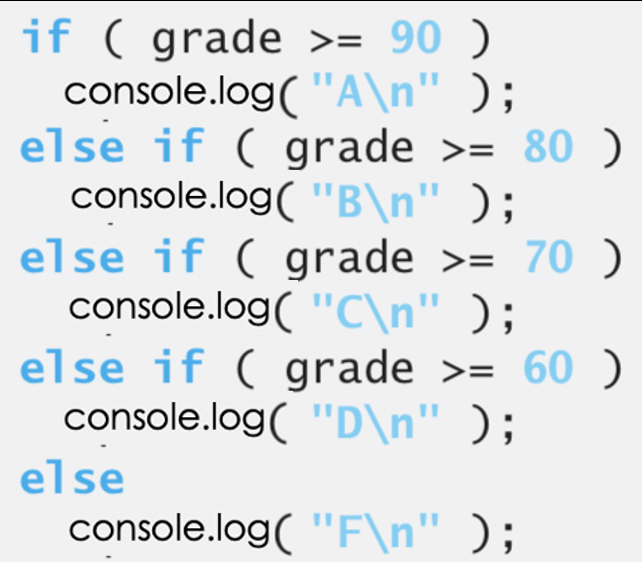 if ( grade >= 90 )
console.log( "A\n" );
else if ( grade >= 80 )
console.log( "B\n" );
else if ( grade >= 70 )
console.log( "C\n" );
else if ( grade >= 60 )
console.log( "D\n" );
else
console.log( "F\n" );